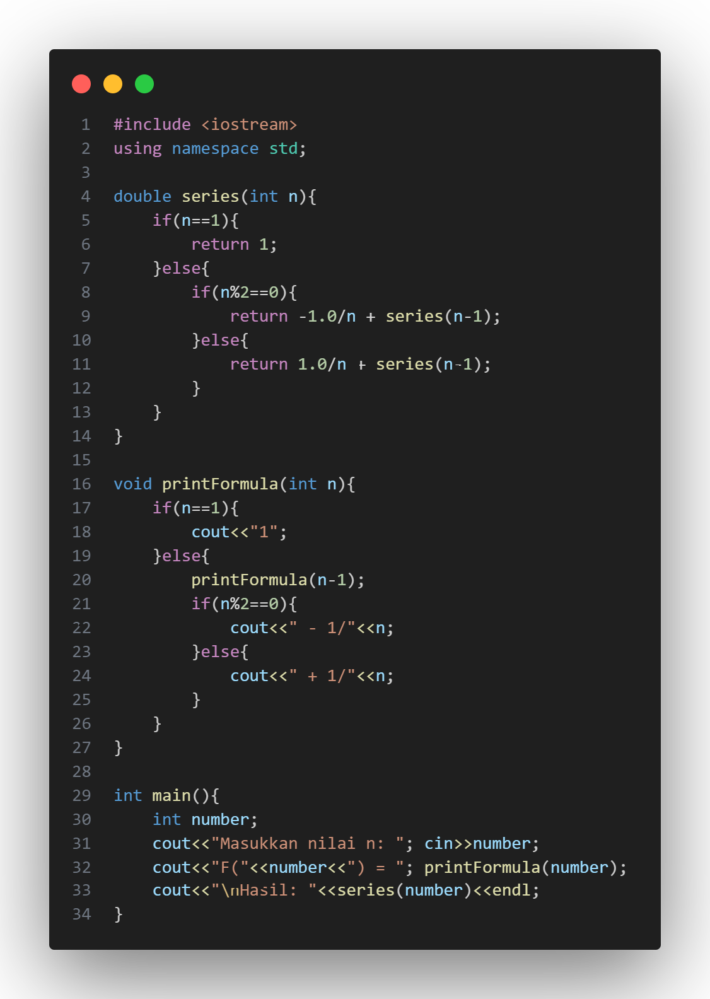 1 #include <iostream>
2 using namespace std;
3
4 double series(int n){
5     if(n==1){
6         return 1;
7     }else{
8         if(n%2==0){
9             return -1.0/n + series(n-1);
10         }else{
11             return 1.0/n + series(n-1);
12         }
13     }
14 }
15
16 void printFormula(int n){
17     if(n==1){
18         cout<<"1";
19     }else{
20         printFormula(n-1);
21         if(n%2==0){
22             cout<<" - 1/"<<n;
23         }else{
24             cout<<" + 1/"<<n;
25         }
26     }
27 }
28
29 int main(){
30     int number;
31     cout<<"Masukkan nilai n: "; cin>>number;
32     cout<<"F("<<number<<") = "; printFormula(number);
33     cout<<"\nHasil: "<<series(number)<<endl;
34 }